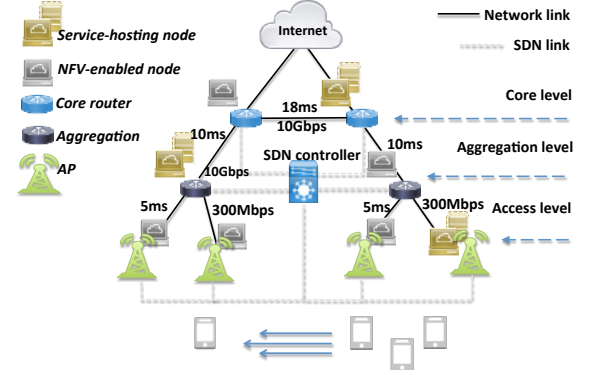 Service-hosting node
NFV-enabled node
Core router
Aggregation
AP
Internet
Network link
SDN link
18ms
10Gbps
Core level
10ms
10Gbps
SDN controller
10ms
Aggregation level
5ms
300Mbps
5ms
300Mbps
Access level